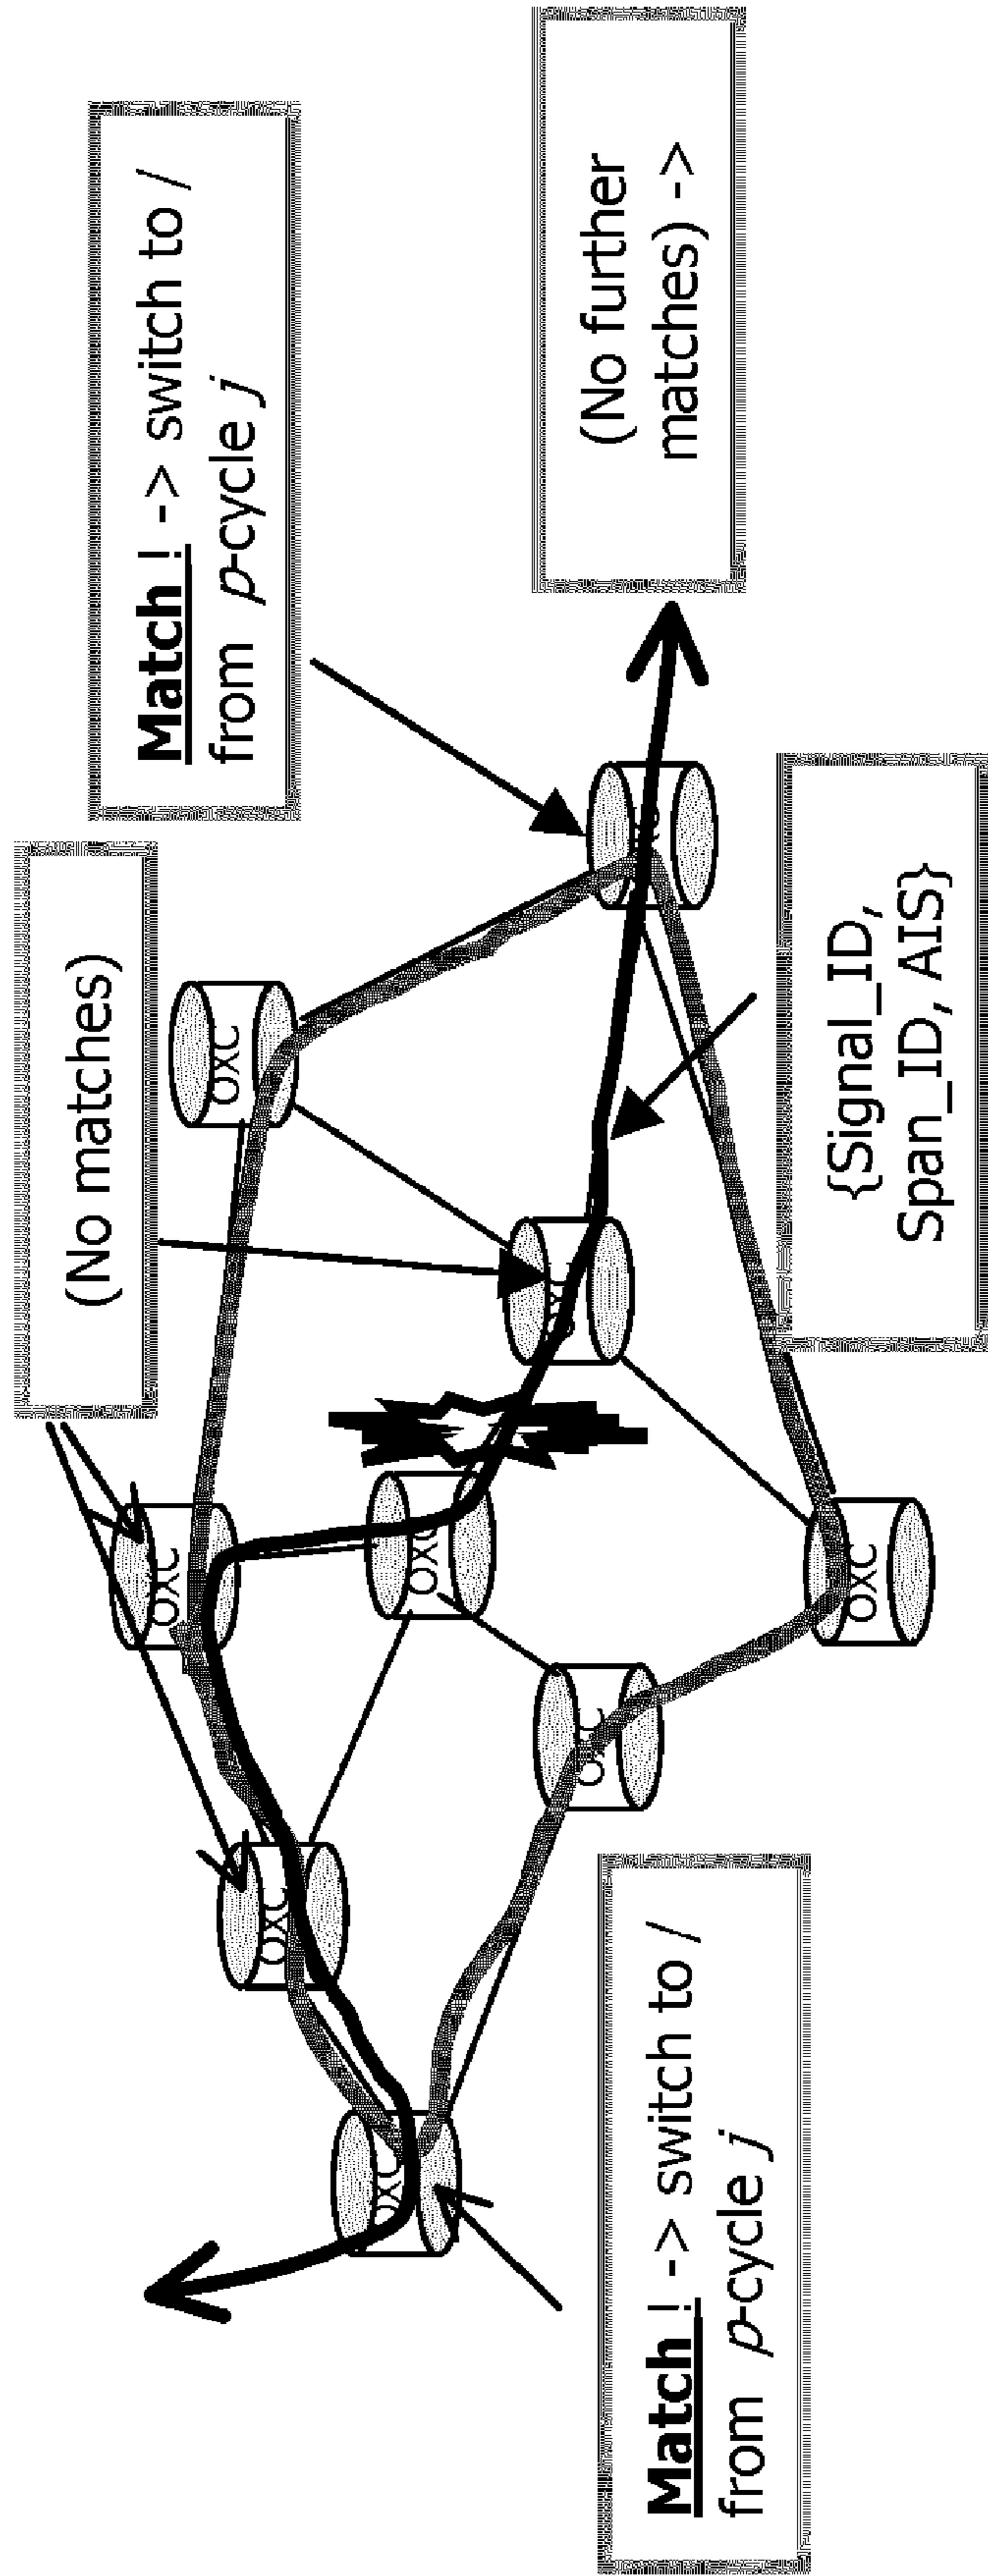 (No matches)
Match ! -> switch to /
from p-cycle j
OXC
OXC
OXC
OXC
OXC
(No further
matches) ->
OXC
Match ! -> switch to /
from p-cycle j
{Signal_ID,
Span_ID, AIS}
OXC